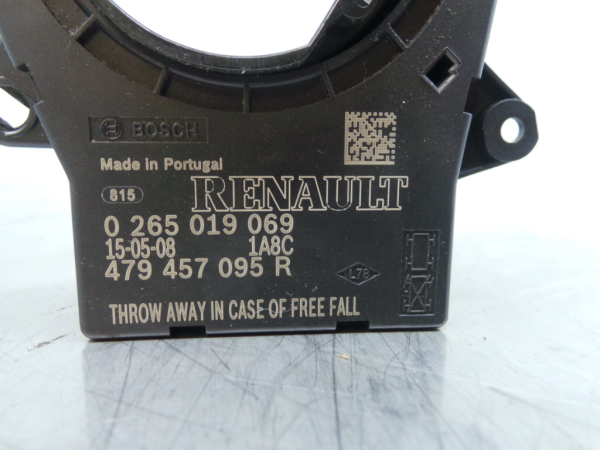 BOSCH
Made in Portugal
815
RENAULT
0 265 019 069
15-05-08 1A8C
479 457 095 R
L78
THROW AWAY IN CASE OF FREE FALL